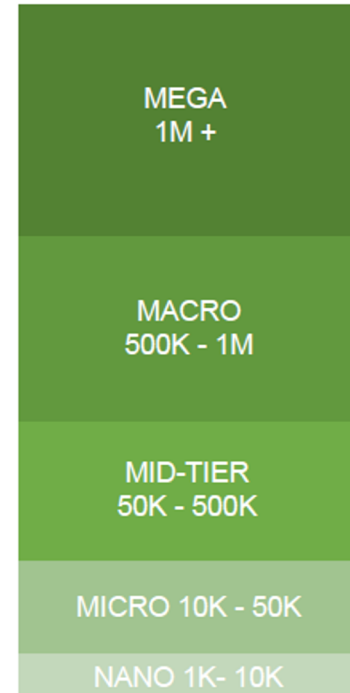 MEGA
1M +
MACRO
500K - 1M
MID-TIER
50K - 500K
MICRO 10K - 50K
NANO 1K- 10K